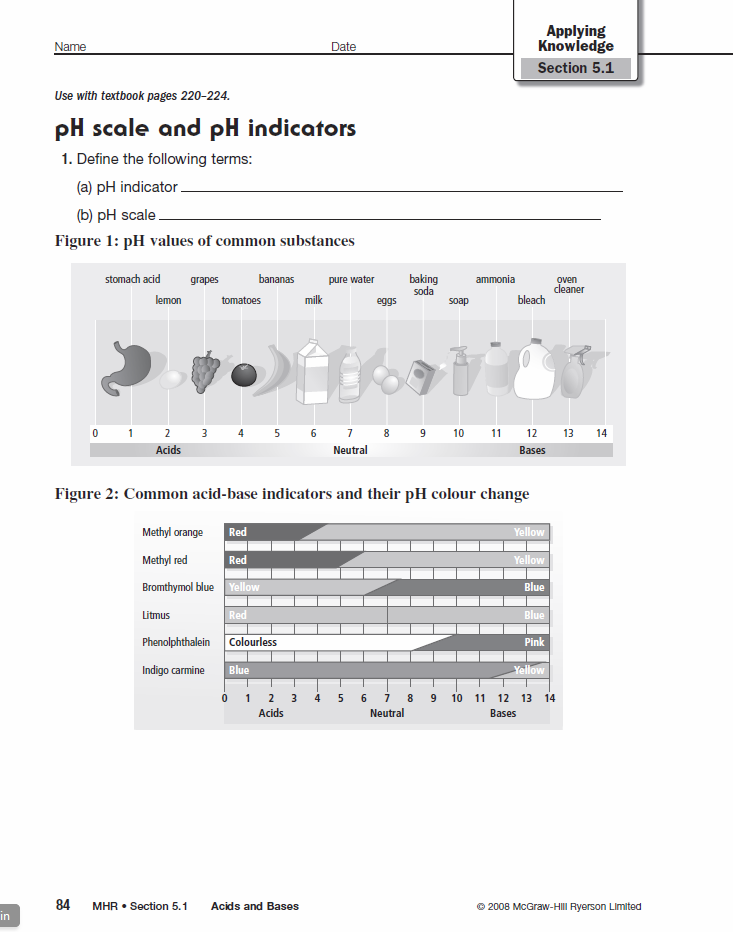 Applying
Name Date Knowledge
Section 5.1
Use with textbook pages 220–224.
pH scale and pH indicators
1. Define the following terms:
(a) pH indicator
(b) pH scale
Figure 1: pH values of common substances
stomach acid grapes bananas pure water baking soda ammonia oven cleaner
lemon tomatoes milk eggs soap bleach
0 1 2 3 4 5 6 7 8 9 10 11 12 13 14
Acids Neutral Bases
Figure 2: Common acid-base indicators and their pH colour change
Methyl orange Red Yellow
Methyl red Red Yellow
Bromthymol blue Yellow Blue
Litmus Red Blue
Phenolphthalein Colourless Pink
Indigo carmine Blue Yellow
0 1 2 3 4 5 6 7 8 9 10 11 12 13 14
Acids Neutral Bases
84 MHR • Section 5.1 Acids and Bases © 2008 McGraw-Hill Ryerson Limited
in